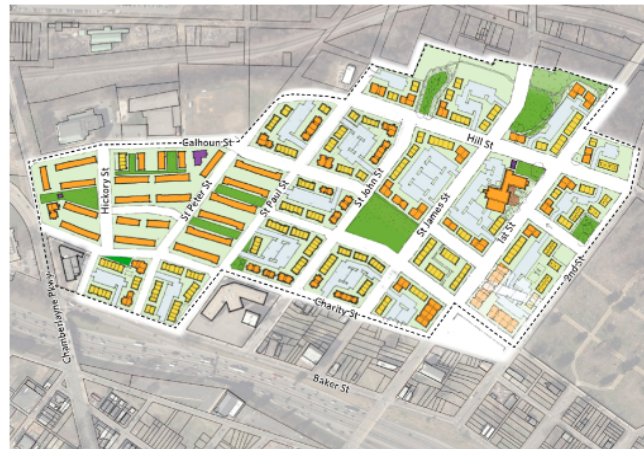 Calhoun St
Hill St
Hickory St
St Peter St
St Paul St
St John St
St James St
1st St
2nd St
Chamberlayne Pkwy
Charity St
Baker St